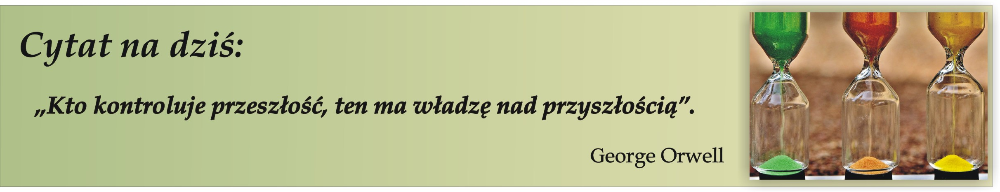 Cytat na dziś:
„Kto kontroluje przeszłość, ten ma władzę nad przyszłością”.
George Orwell